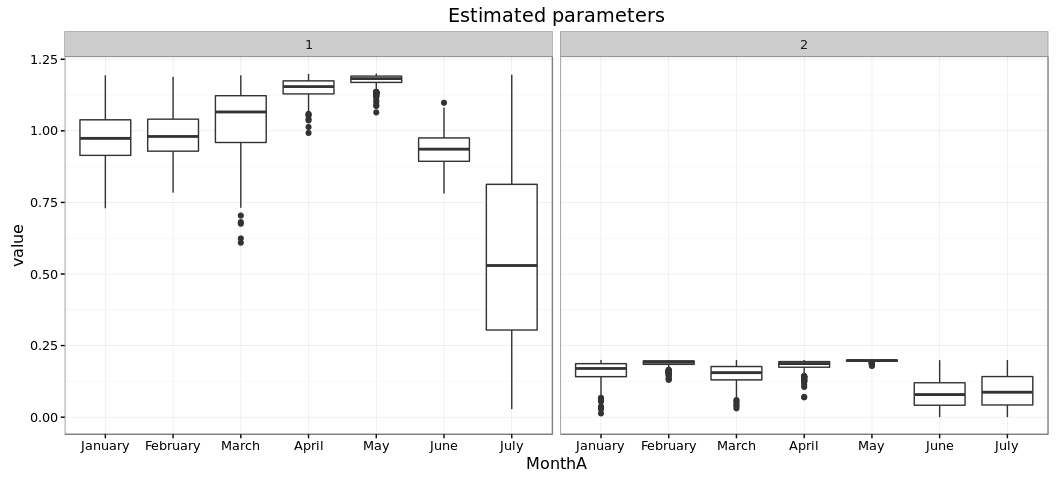 Estimated parameters
1 2
value
1.25
1.00
0.75
0.50
0.25
0.00
January February March April May June July January February March April May June July
MonthA